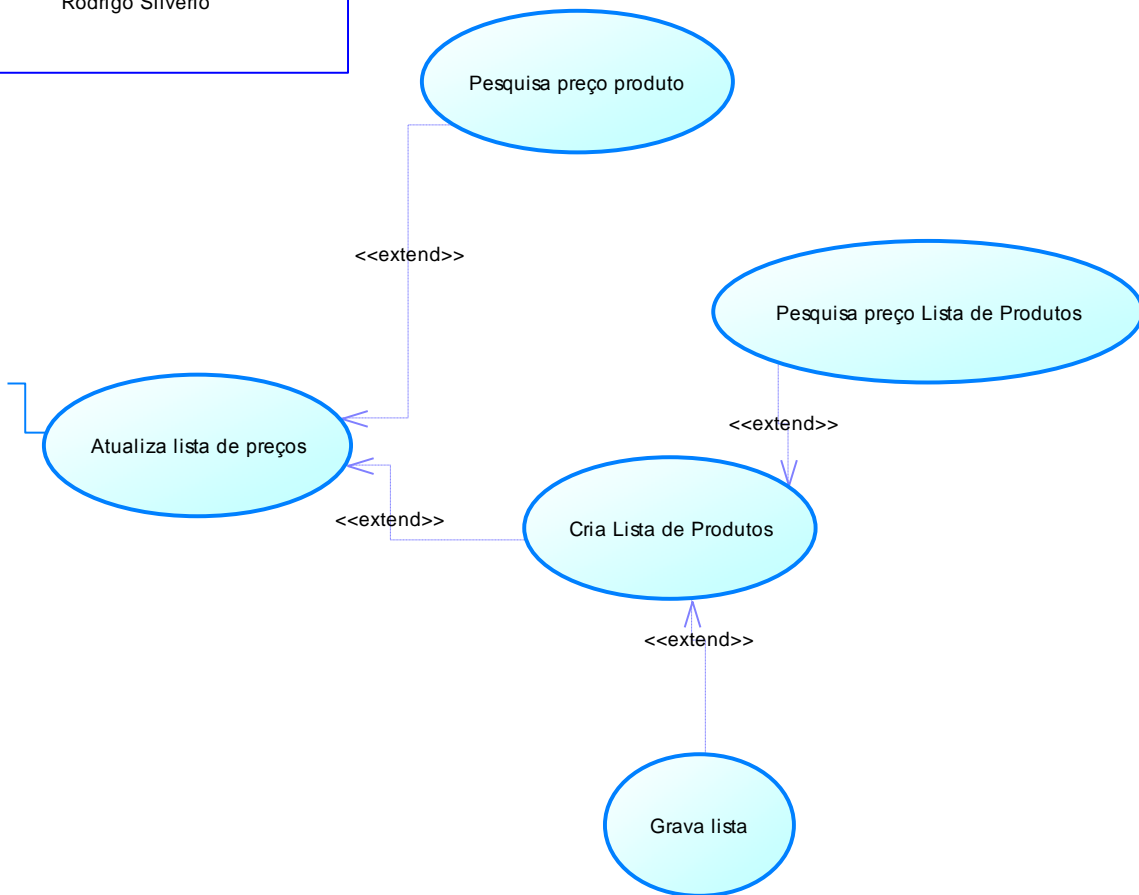 Rodrigo Silverio
Pesquisa preço produto
<<extend>>
Pesquisa preço Lista de Produtos
<<extend>>
Atualiza lista de preços
<<extend>>
Cria Lista de Produtos
<<extend>>
Grava lista